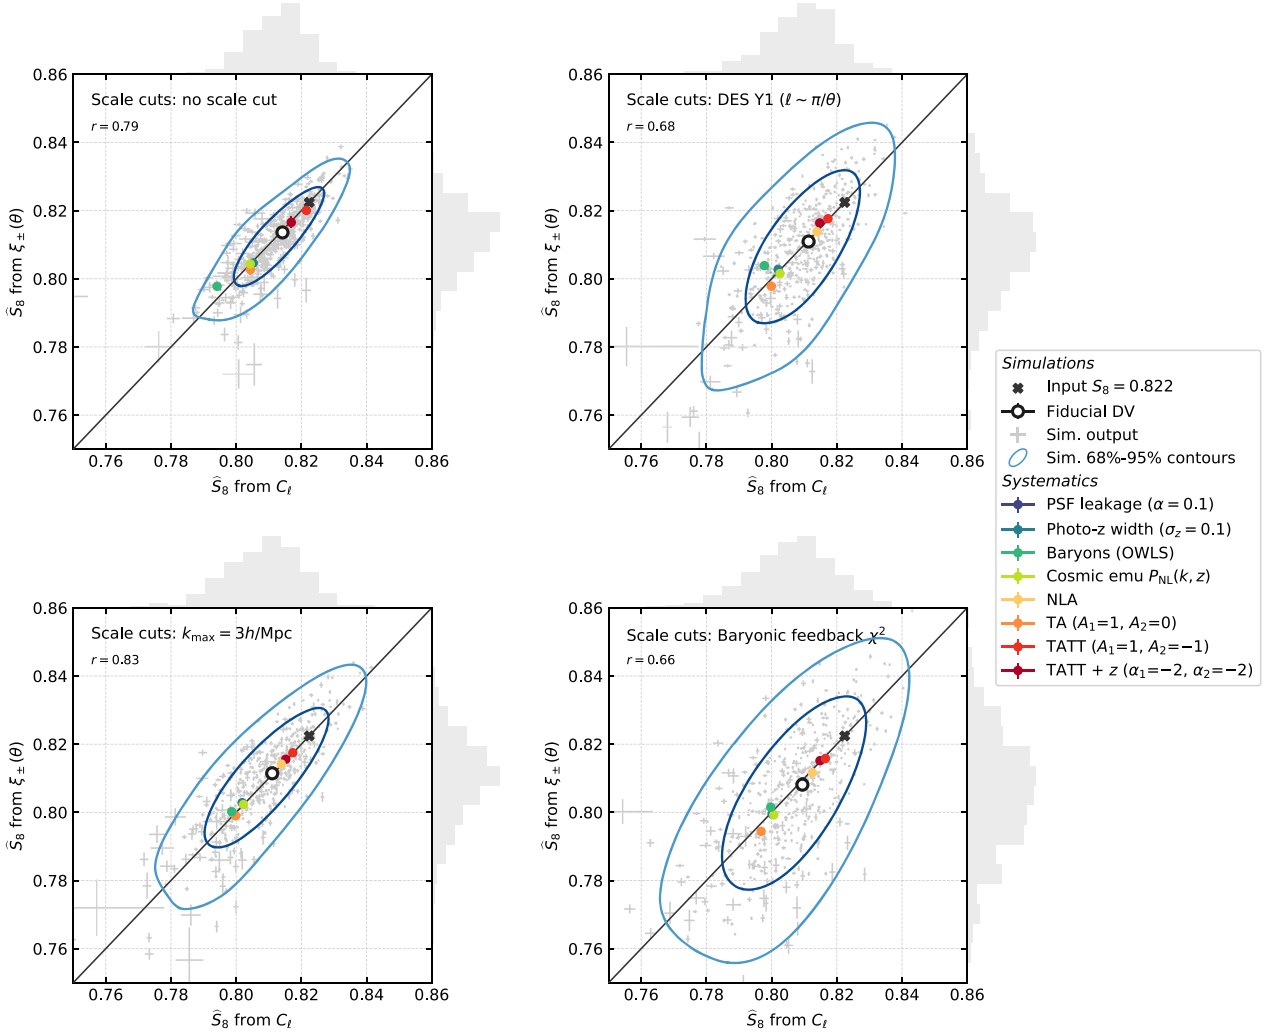 Scale cuts: no scale cut
r = 0.79
0.86
0.84
0.82
0.80
0.78
0.76
Ŝ₈ from ξ±(θ)
0.76 0.78 0.80 0.82 0.84 0.86
Ŝ₈ from Cℓ
Scale cuts: DES Y1 (ℓ ~ π/θ)
r = 0.68
0.86
0.84
0.82
0.80
0.78
0.76
Ŝ₈ from ξ±(θ)
0.76 0.78 0.80 0.82 0.84 0.86
Ŝ₈ from Cℓ
Simulations
Input S₈ = 0.822
Fiducial DV
Sim. output
Sim. 68%-95% contours
Systematics
PSF leakage (α = 0.1)
Photo-z width (σz = 0.1)
Baryons (OWLS)
Cosmic emu PNL(k, z)
NLA
TA (A₁=1, A₂=0)
TATT (A₁=1, A₂=−1)
TATT + z (α₁=−2, α₂=−2)
Scale cuts: kmax = 3h/Mpc
r = 0.83
0.86
0.84
0.82
0.80
0.78
0.76
Ŝ₈ from ξ±(θ)
0.76 0.78 0.80 0.82 0.84 0.86
Ŝ₈ from Cℓ
Scale cuts: Baryonic feedback χ²
r = 0.66
0.86
0.84
0.82
0.80
0.78
0.76
Ŝ₈ from ξ±(θ)
0.76 0.78 0.80 0.82 0.84 0.86
Ŝ₈ from Cℓ